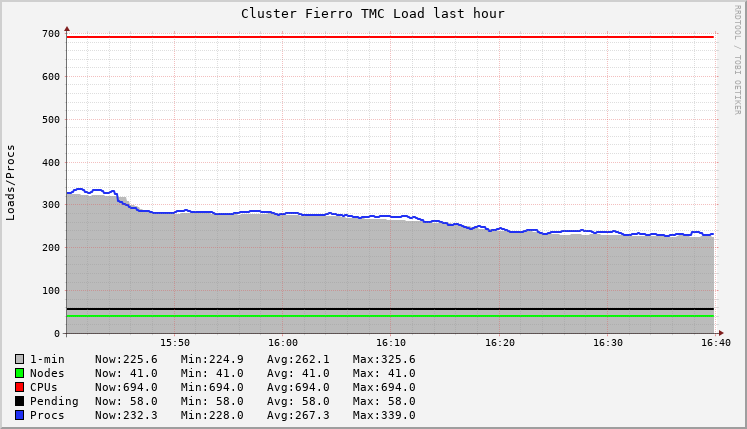 Cluster Fierro TMC Load last hour
RRDTOOL / TOBI OETIKER
Loads/Procs
700
600
500
400
300
200
100
0
15:50 16:00 16:10 16:20 16:30 16:40
1-min Now:225.6 Min:224.9 Avg:262.1 Max:325.6
Nodes Now: 41.0 Min: 41.0 Avg: 41.0 Max: 41.0
CPUs Now:694.0 Min:694.0 Avg:694.0 Max:694.0
Pending Now: 58.0 Min: 58.0 Avg: 58.0 Max: 58.0
Procs Now:232.3 Min:228.0 Avg:267.3 Max:339.0